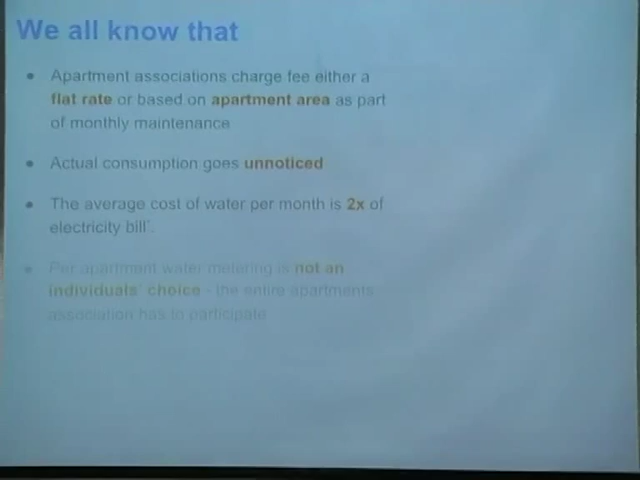 We all know that
• Apartment associations charge fee either a
flat rate or based on apartment area as part
of monthly maintenance
• Actual consumption goes unnoticed
• The average cost of water per month is 2x of
electricity bill*.
• Per apartment water metering is not an
individuals' choice - the entire apartments
association has to participate